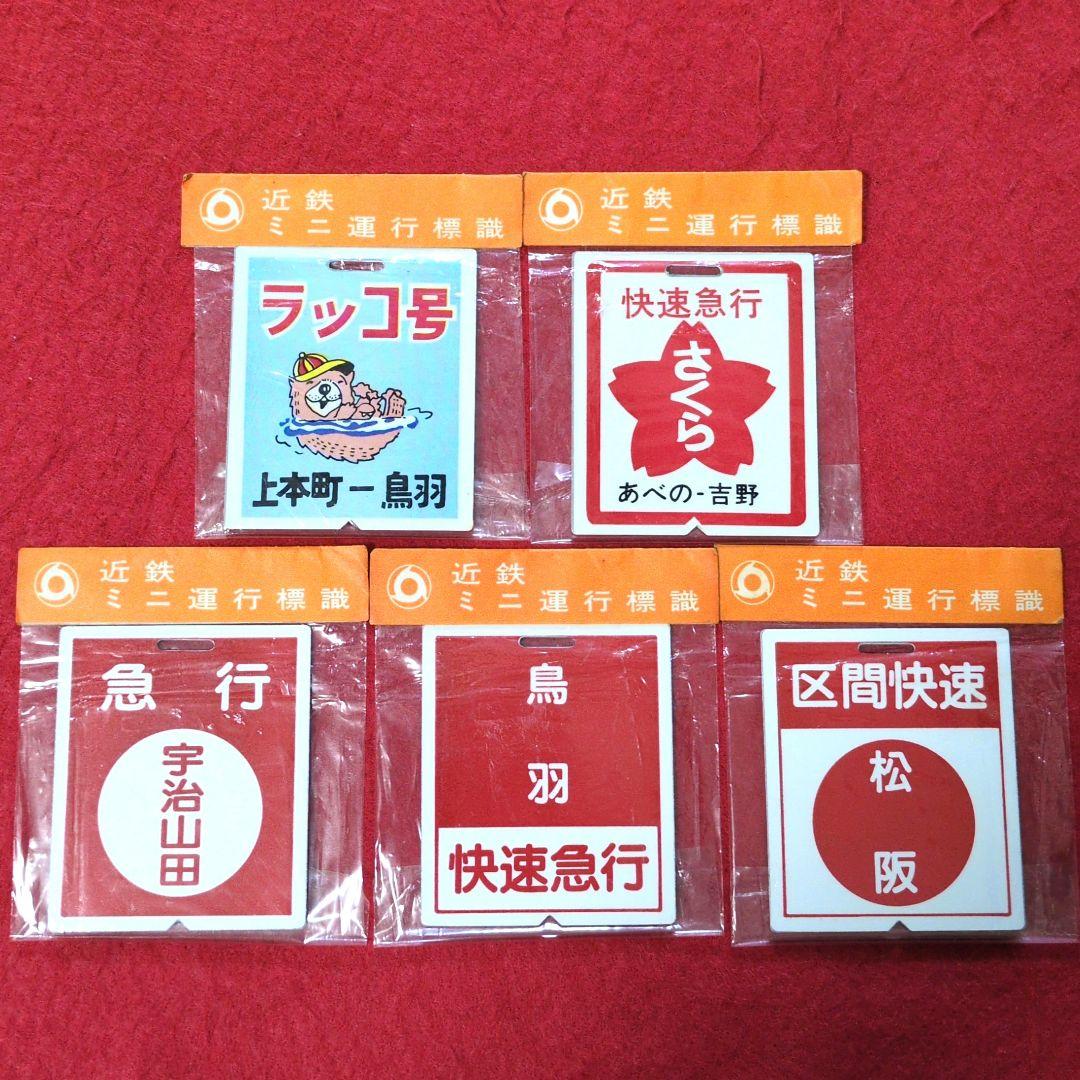 近鉄
ミニ運行標識
ラッコ号
上本町ー鳥羽
近鉄
ミニ運行標識
快速急行
さくら
あべの-吉野
近鉄
ミニ運行標識
急行
宇治山田
近鉄
ミニ運行標識
鳥羽
快速急行
近鉄
ミニ運行標識
区間快速
松阪